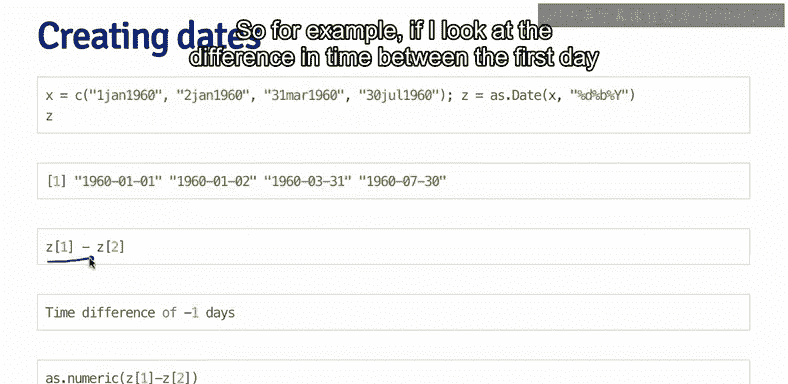 Creating dates
So for example, if I look at the
difference in time between the first day
x = c("1jan1960", "2jan1960", "31mar1960", "30jul1960"); z = as.Date(x, "%d%b%Y")
z
[1] "1960-01-01" "1960-01-02" "1960-03-31" "1960-07-30"
z[1] - z[2]
Time difference of -1 days
as.numeric(z[1]-z[2])